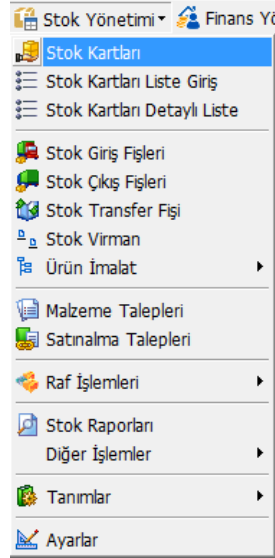 Stok Yönetimi Finans Yö
Stok Kartları
Stok Kartları Liste Giriş
Stok Kartları Detaylı Liste
Stok Giriş Fişleri
Stok Çıkış Fişleri
Stok Transfer Fişi
Stok Virman
Ürün İmalat
Malzeme Talepleri
Satınalma Talepleri
Raf İşlemleri
Stok Raporları
Diğer İşlemler
Tanımlar
Ayarlar